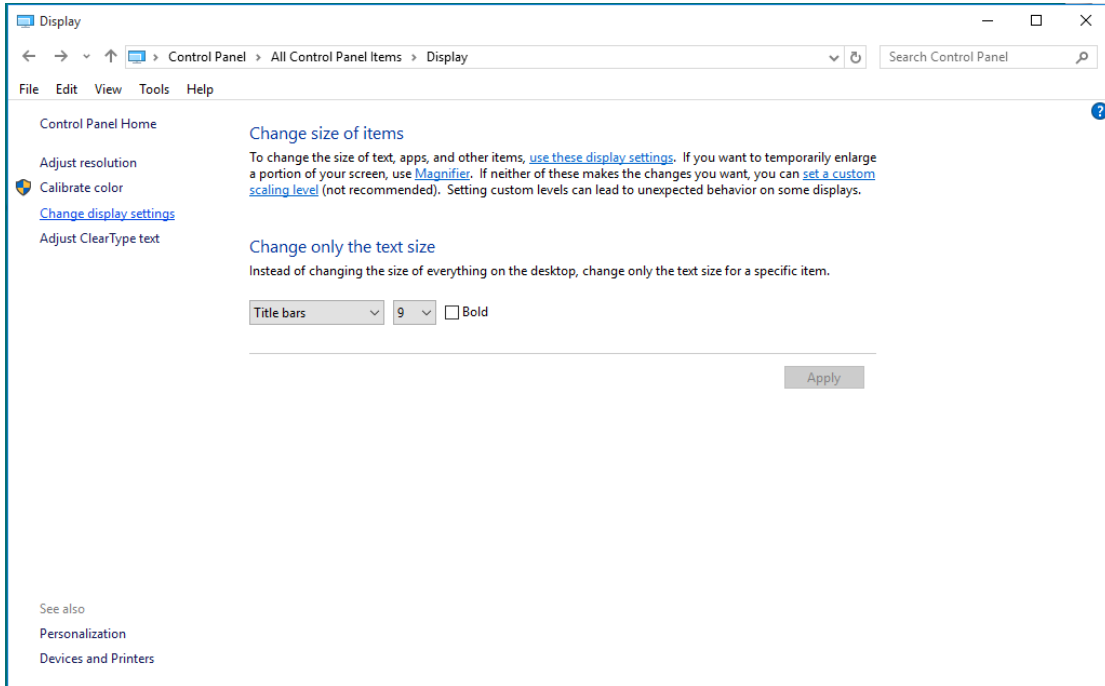 Display
Control Panel > All Control Panel Items > Display
Search Control Panel
File Edit View Tools Help
?
Control Panel Home
Adjust resolution
Calibrate color
Change display settings
Adjust ClearType text
Change size of items
To change the size of text, apps, and other items, use these display settings. If you want to temporarily enlarge
a portion of your screen, use Magnifier. If neither of these makes the changes you want, you can set a custom
scaling level (not recommended). Setting custom levels can lead to unexpected behavior on some displays.
Change only the text size
Instead of changing the size of everything on the desktop, change only the text size for a specific item.
Title bars 9 Bold
Apply
See also
Personalization
Devices and Printers